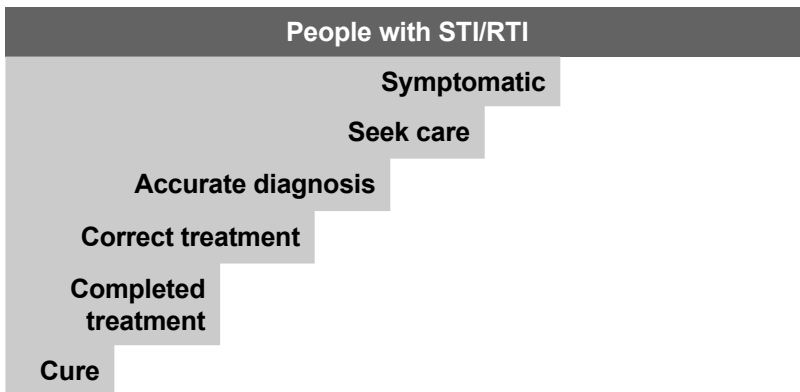 People with STI/RTI
Symptomatic
Seek care
Accurate diagnosis
Correct treatment
Completed
treatment
Cure